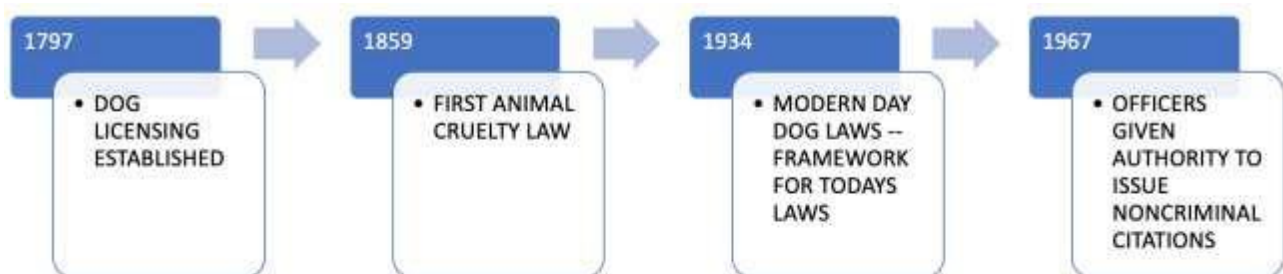 1797
• DOG
LICENSING
ESTABLISHED
1859
• FIRST ANIMAL
CRUELTY LAW
1934
• MODERN DAY
DOG LAWS --
FRAMEWORK
FOR TODAYS
LAWS
1967
• OFFICERS
GIVEN
AUTHORITY TO
ISSUE
NONCRIMINAL
CITATIONS